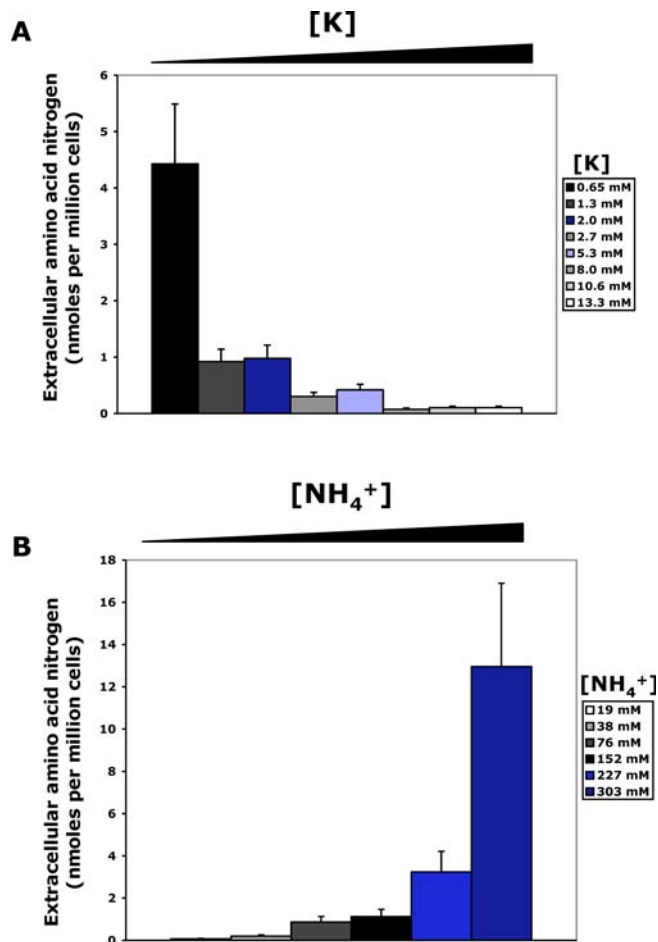 A
[K]
Extracellular amino acid nitrogen
(nmoles per million cells)
6
5
4
3
2
1
0
[K]
0.65 mM
1.3 mM
2.0 mM
2.7 mM
5.3 mM
8.0 mM
10.6 mM
13.3 mM
B
[NH₄⁺]
Extracellular amino nitrogen
(nmoles per million cells)
18
16
14
12
10
8
6
4
2
0
[NH₄⁺]
19 mM
38 mM
76 mM
152 mM
227 mM
303 mM